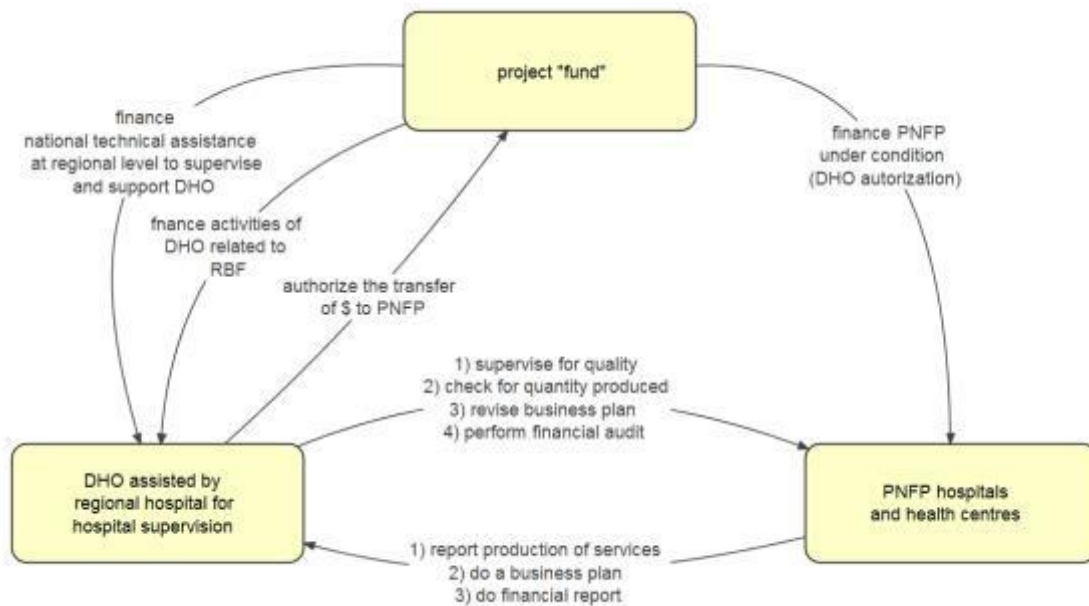 project "fund"
finance
national technical assistance
at regional level to supervise
and support DHO
finance PNFP
under condition
(DHO autorization)
fnance activities of
DHO related to
RBF
authorize the transfer
of $ to PNFP
1) supervise for quality
2) check for quantity produced
3) revise business plan
4) perform financial audit
DHO assisted by
regional hospital for
hospital supervision
PNFP hospitals
and health centres
1) report production of services
2) do a business plan
3) do financial report